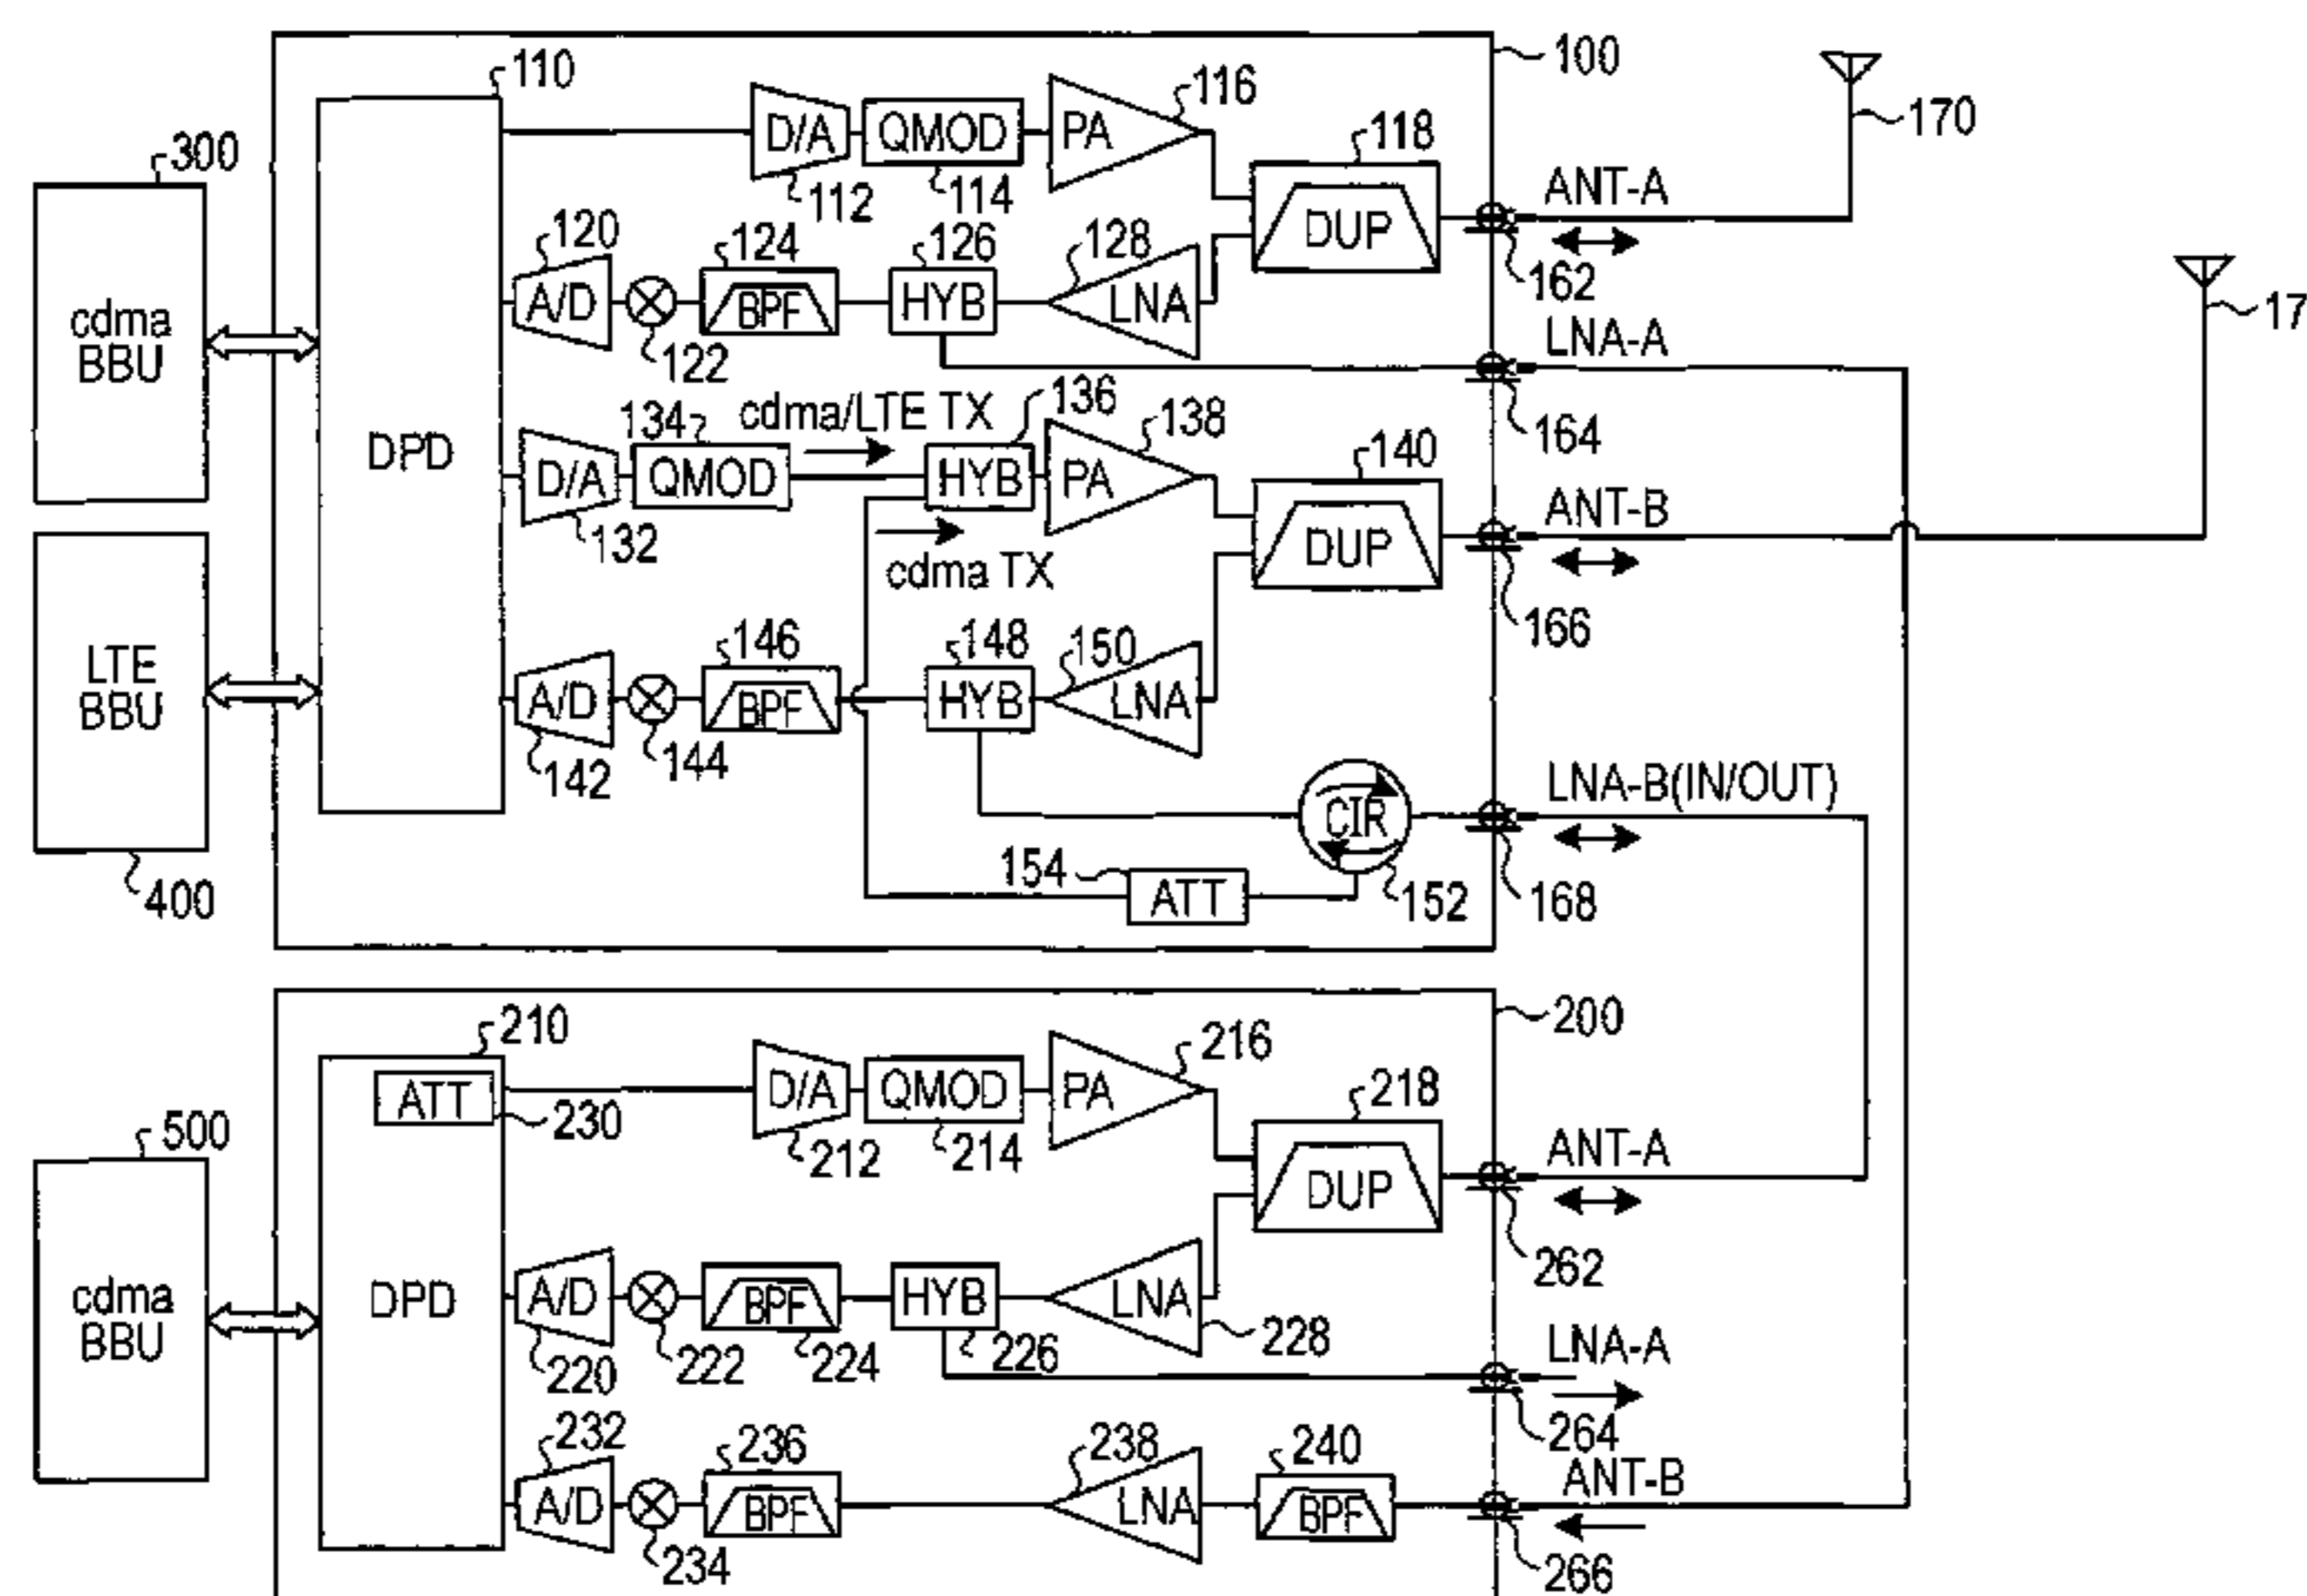 110
100
116
D/A
QMOD
PA
118
170
300
112
114
ANT-A
DUP
120
124
126
128
162
cdma
BBU
A/D
BPF
HYB
LNA
LNA-A
17
122
136
134
cdma/LTE TX
138
164
DPD
140
D/A
QMOD
HYB
PA
ANT-B
132
DUP
cdma TX
166
146
148
150
LTE
BBU
A/D
BPF
HYB
LNA
142
144
LNA-B(IN/OUT)
CIR
154
152
168
400
ATT
210
200
216
ATT
D/A
QMOD
PA
218
500
230
212
214
ANT-A
DUP
262
cdma
BBU
DPD
A/D
BPF
HYB
LNA
228
220
222
224
226
LNA-A
264
232
236
238
240
ANT-B
A/D
BPF
LNA
BPF
234
266